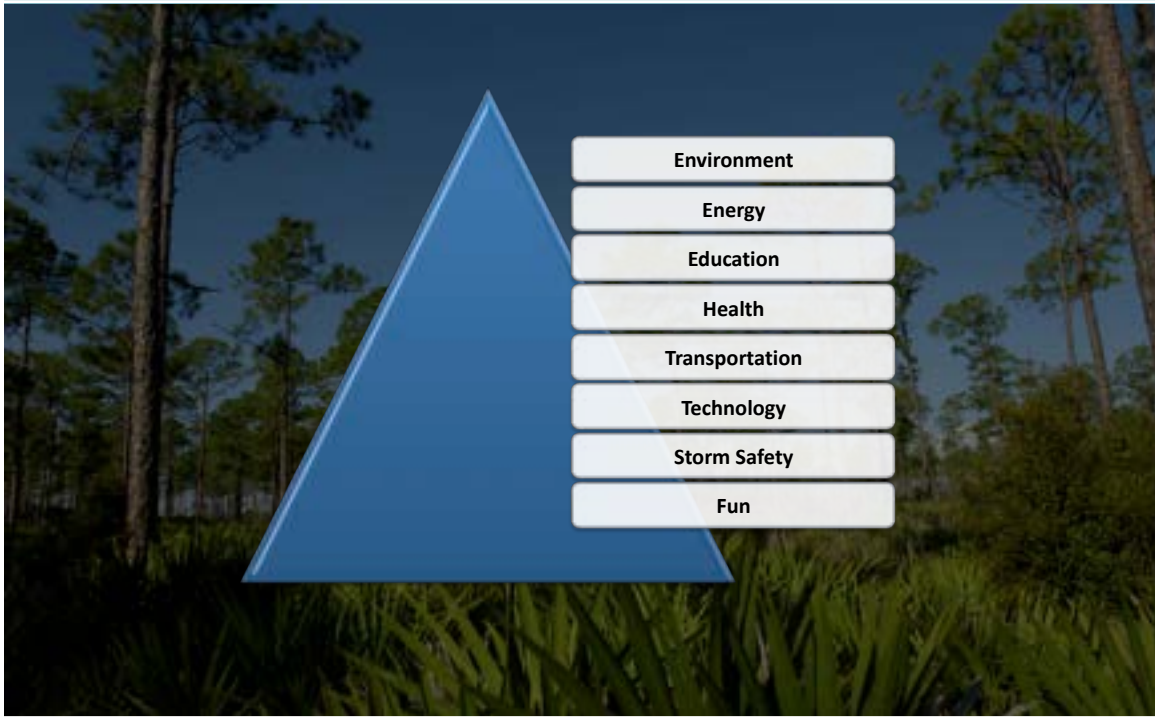 Environment
Energy
Education
Health
Transportation
Technology
Storm Safety
Fun